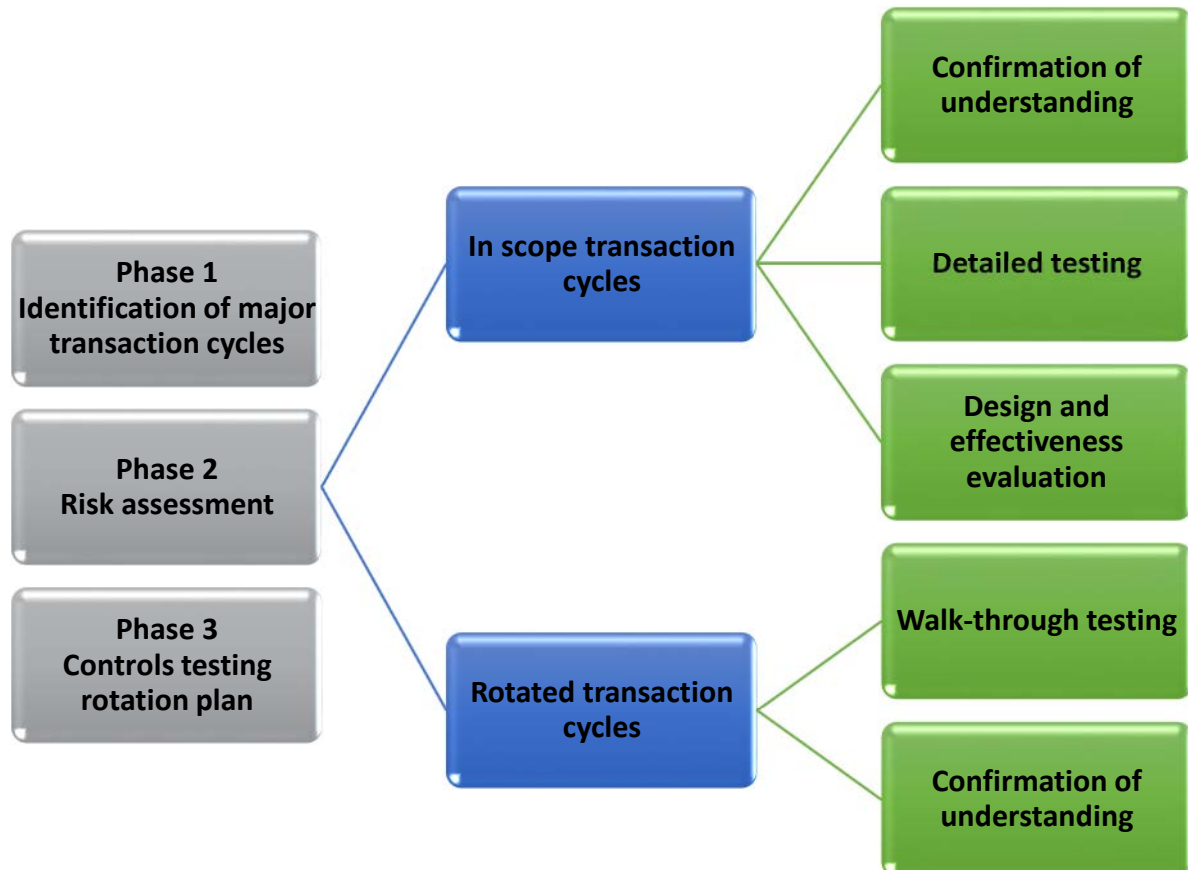 Phase 1
Identification of major
transaction cycles
Phase 2
Risk assessment
Phase 3
Controls testing
rotation plan
In scope transaction
cycles
Rotated transaction
cycles
Confirmation of
understanding
Detailed testing
Design and
effectiveness
evaluation
Walk-through testing
Confirmation of
understanding